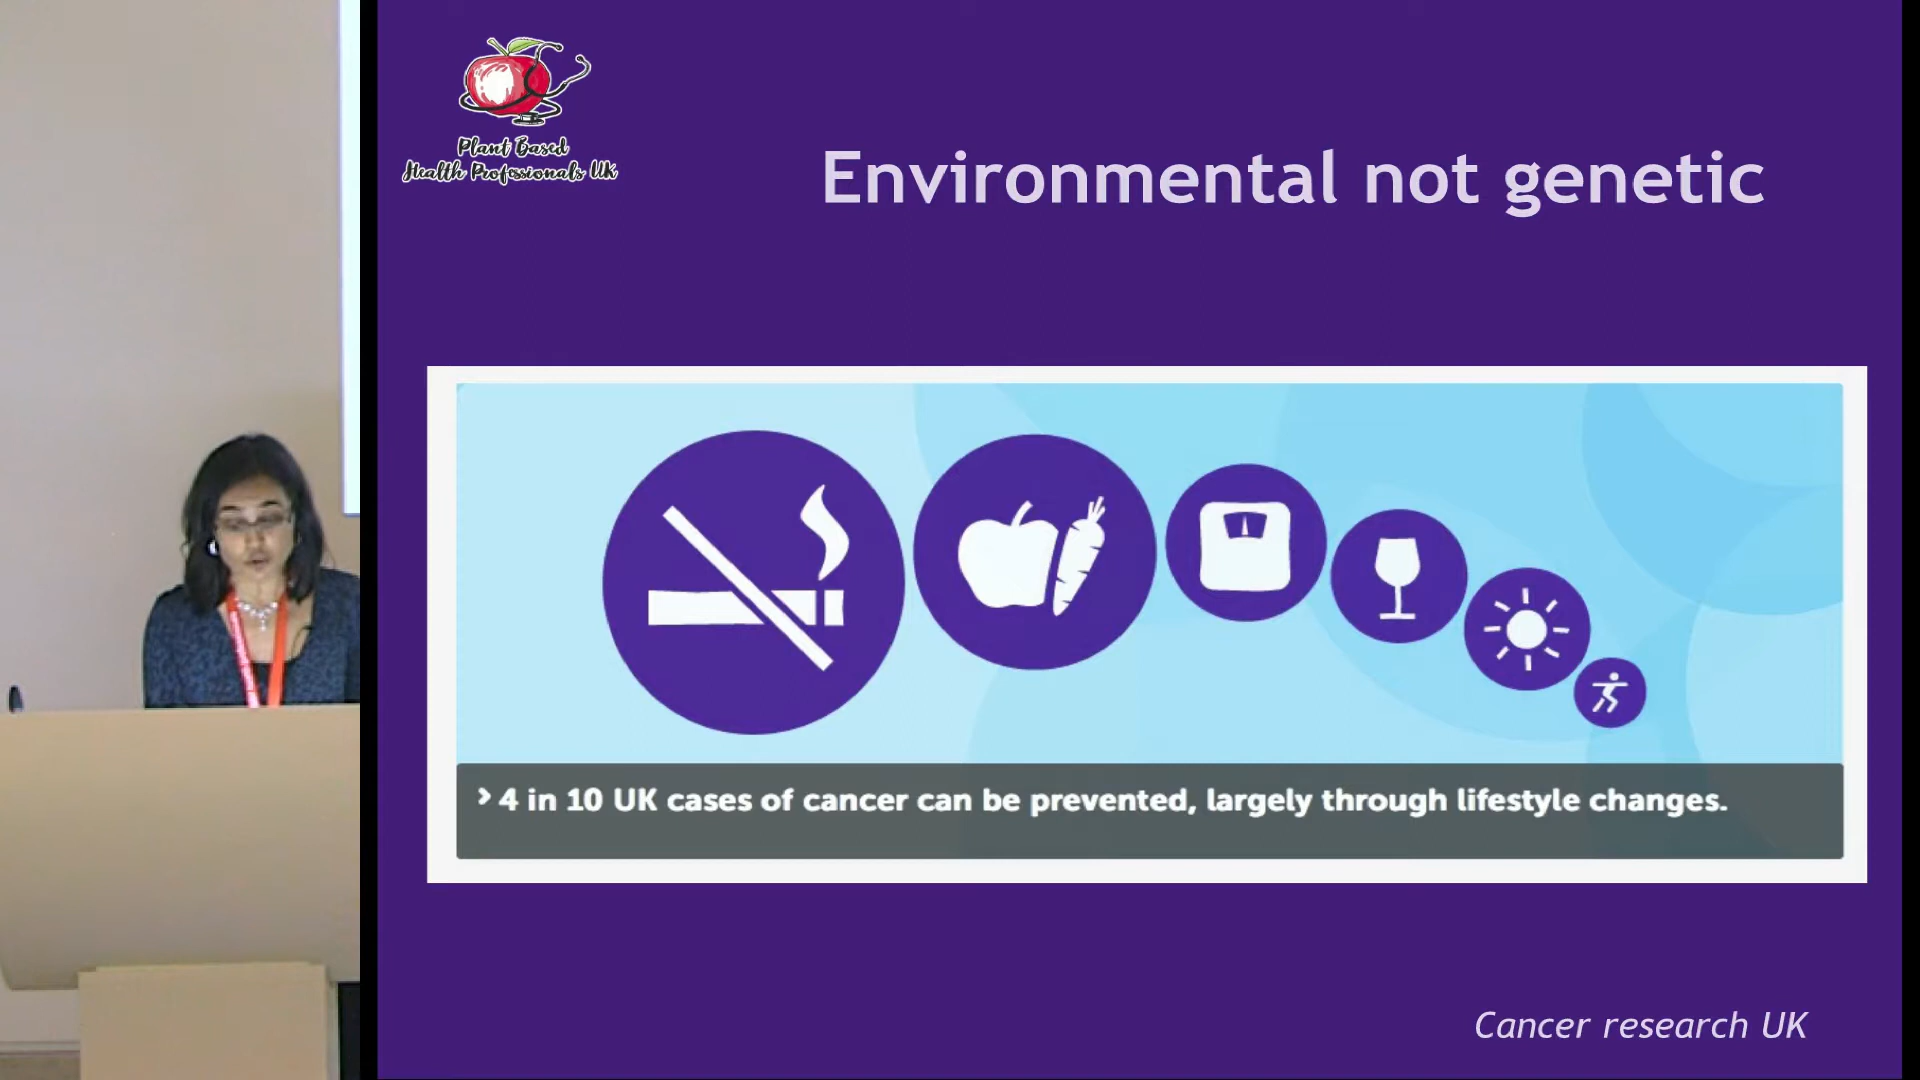 Plant Based
Health Professionals UK
Environmental not genetic
› 4 in 10 UK cases of cancer can be prevented, largely through lifestyle changes.
Cancer research UK